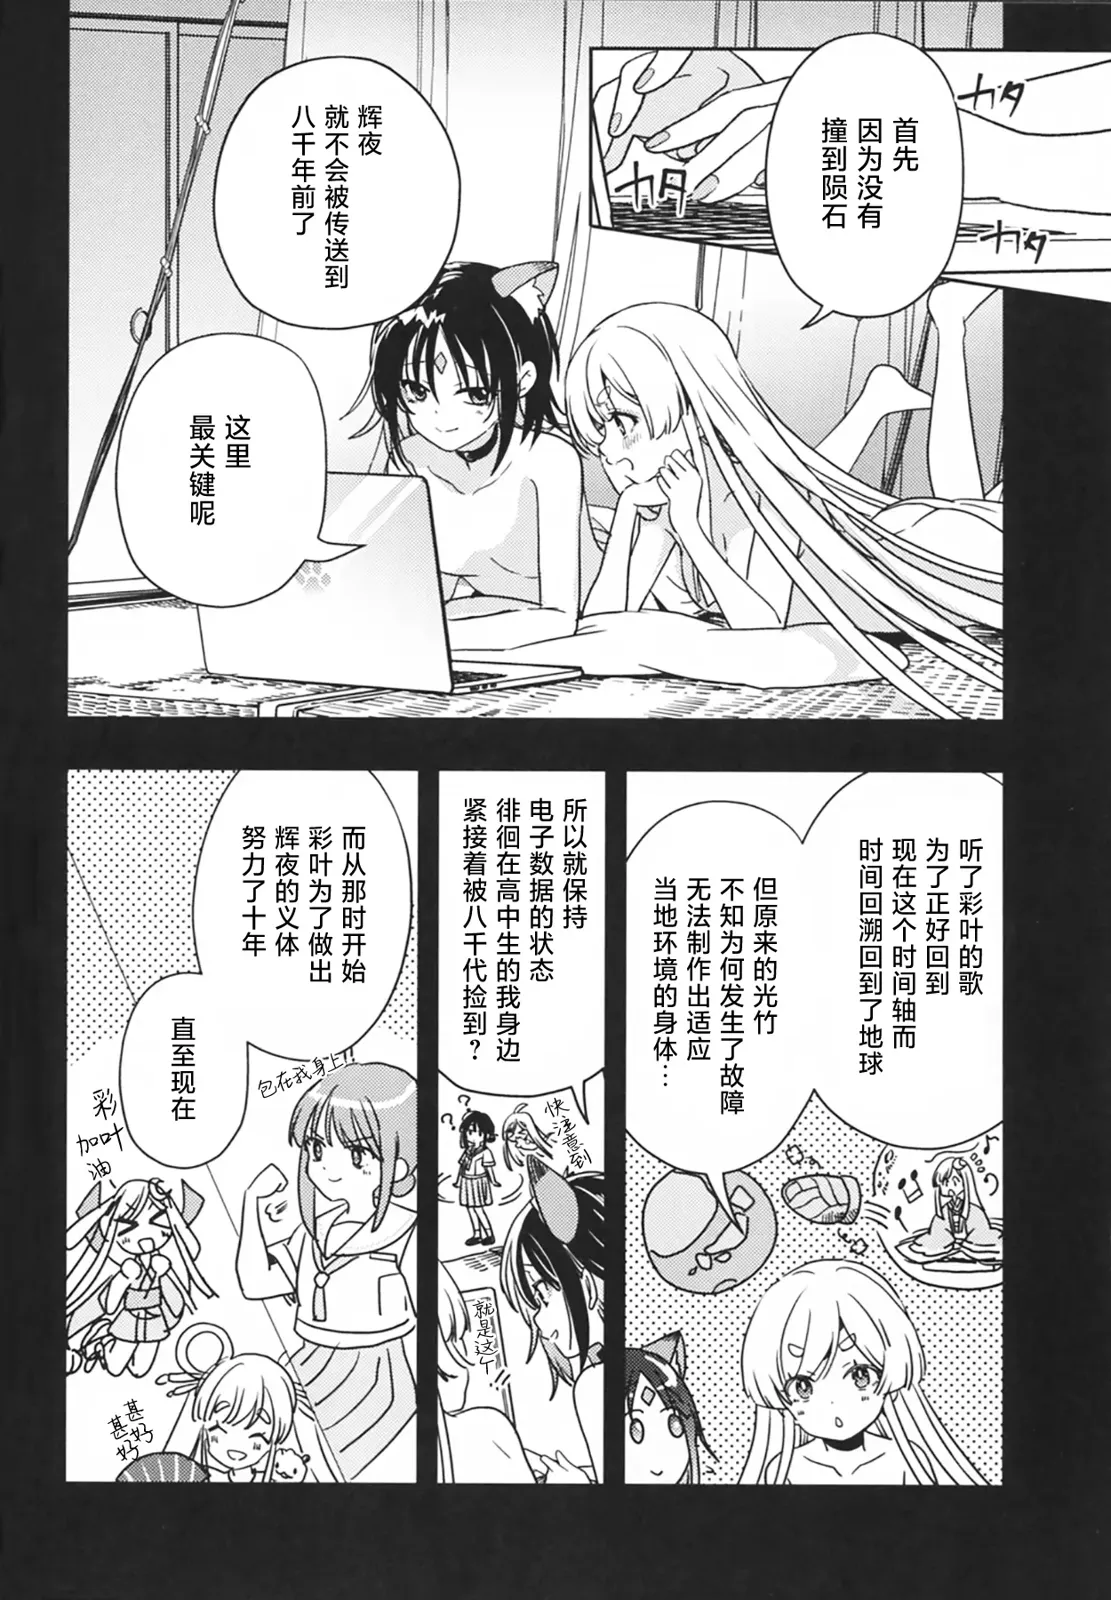 首先
因为没有
撞到陨石
カタ
カタ
カタ
辉夜
就不会被传送到
八千年前了
这里
最关键呢
听了彩叶的歌
为了正好回到
现在这个时间轴而
时间回溯回到了地球
但原来的光竹
不知为何发生了故障
无法制作出适应
当地环境的身体…
所以就保持
电子数据的状态
徘徊在高中生的我身边
紧接着被八千代捡到？
快注意到
???
就是这个
而从那时开始
彩叶为了做出
辉夜的义体
努力了十年
直至现在
包在我身上!!
彩叶
加油
甚好
甚好